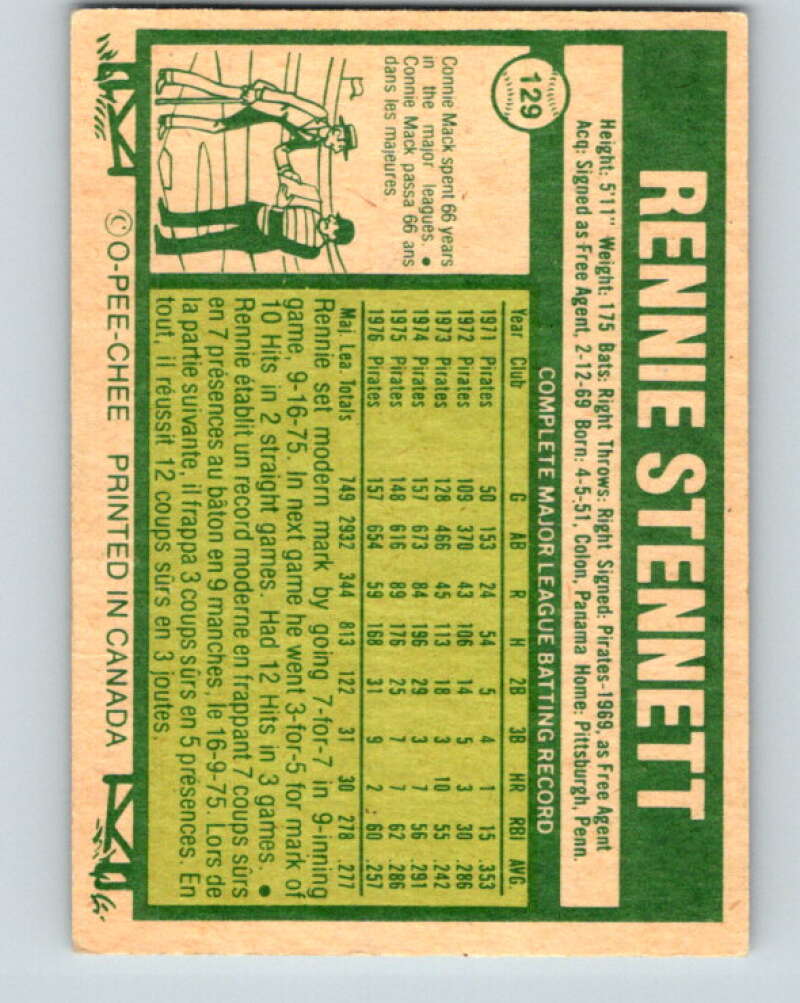 129
RENNIE STENNETT
Height: 5'11" Weight: 175 Bats: Right Throws: Right Signed: Pirates-1969, as Free Agent
Acq: Signed as Free Agent, 2-12-69 Born: 4-5-51, Colon, Panama Home: Pittsburgh, Penn.
Connie Mack spent 66 years
in the major leagues. ●
Connie Mack passa 66 ans
dans les majeures
COMPLETE MAJOR LEAGUE BATTING RECORD
Year Club G AB R H 2B 3B HR RBI AVG.
1971 Pirates 50 153 24 54 5 4 1 15 .353
1972 Pirates 109 370 43 106 14 5 3 30 .286
1973 Pirates 128 466 45 113 18 3 10 55 .242
1974 Pirates 157 673 84 196 29 3 7 56 .291
1975 Pirates 148 616 89 176 25 7 7 62 .286
1976 Pirates 157 654 59 168 31 9 2 60 .257
Maj. Lea. Totals 749 2932 344 813 122 31 30 278 .277
Rennie set modern mark by going 7-for-7 in 9-inning
game, 9-16-75. In next game he went 3-for-5 for mark of
10 Hits in 2 straight games. Had 12 Hits in 3 games. ●
Rennie établit un record moderne en frappant 7 coups sûrs
en 7 présences au bâton en 9 manches, le 16-9-75. Lors de
la partie suivante, il frappa 3 coups sûrs en 5 présences. En
tout, il réussit 12 coups sûrs en 3 joutes.
©O-PEE-CHEE PRINTED IN CANADA